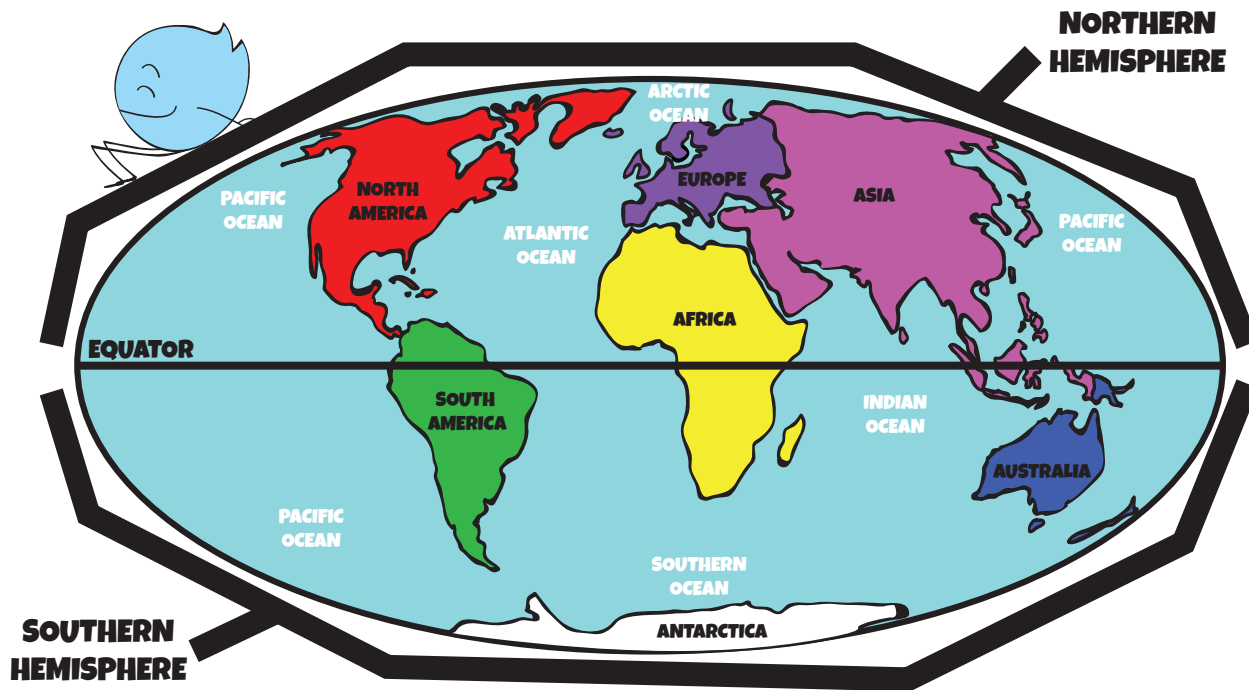 NORTHERN
HEMISPHERE
ARCTIC
OCEAN
NORTH
AMERICA
EUROPE
ASIA
PACIFIC
OCEAN
ATLANTIC
OCEAN
PACIFIC
OCEAN
AFRICA
EQUATOR
SOUTH
AMERICA
INDIAN
OCEAN
AUSTRALIA
PACIFIC
OCEAN
SOUTHERN
OCEAN
ANTARCTICA
SOUTHERN
HEMISPHERE